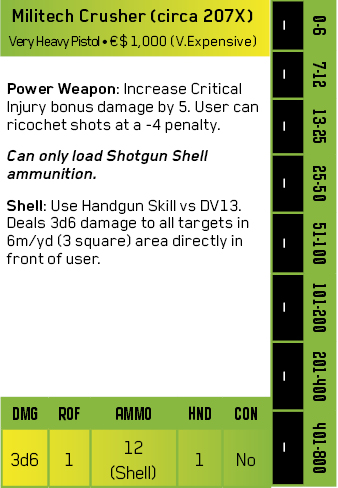 Militech Crusher (circa 207X)
Very Heavy Pistol • €$ 1,000 (V.Expensive)
Power Weapon: Increase Critical
Injury bonus damage by 5. User can
ricochet shots at a -4 penalty.
Can only load Shotgun Shell
ammunition.
Shell: Use Handgun Skill vs DV13.
Deals 3d6 damage to all targets in
6m/yd (3 square) area directly in
front of user.
DMG ROF AMMO HND CON
3d6 1 12 (Shell) 1 No
– 0-6
– 7-12
– 13-25
– 25-50
– 51-100
– 101-200
– 201-400
– 401-800